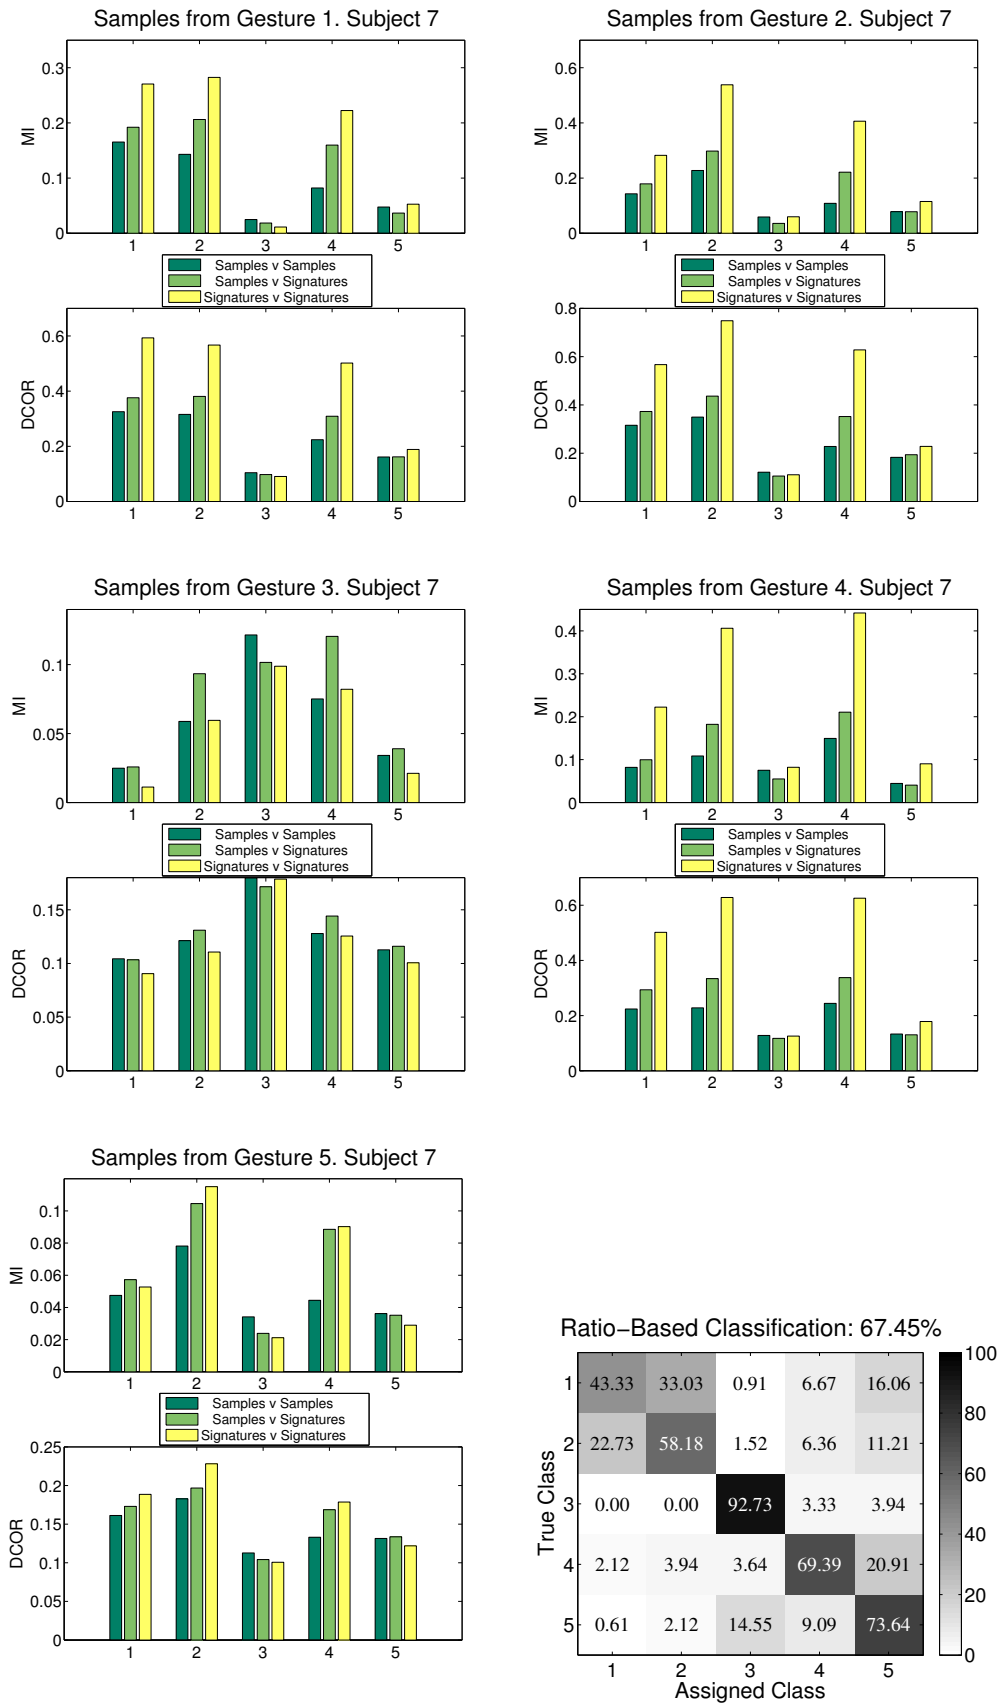 Samples from Gesture 1. Subject 7
MI
0.3
0.2
0.1
0
1 2 3 4 5
Samples v Samples
Samples v Signatures
Signatures v Signatures
DCOR
0.6
0.4
0.2
0
1 2 3 4 5
Samples from Gesture 2. Subject 7
MI
0.6
0.4
0.2
0
1 2 3 4 5
Samples v Samples
Samples v Signatures
Signatures v Signatures
DCOR
0.8
0.6
0.4
0.2
0
1 2 3 4 5
Samples from Gesture 3. Subject 7
MI
0.1
0.05
0
1 2 3 4 5
Samples v Samples
Samples v Signatures
Signatures v Signatures
DCOR
0.15
0.1
0.05
0
1 2 3 4 5
Samples from Gesture 4. Subject 7
MI
0.4
0.3
0.2
0.1
0
1 2 3 4 5
Samples v Samples
Samples v Signatures
Signatures v Signatures
DCOR
0.6
0.4
0.2
0
1 2 3 4 5
Samples from Gesture 5. Subject 7
MI
0.1
0.08
0.06
0.04
0.02
0
1 2 3 4 5
Samples v Samples
Samples v Signatures
Signatures v Signatures
DCOR
0.25
0.2
0.15
0.1
0.05
0
1 2 3 4 5
Ratio−Based Classification: 67.45%
True Class
1 43.33 33.03 0.91 6.67 16.06
2 22.73 58.18 1.52 6.36 11.21
3 0.00 0.00 92.73 3.33 3.94
4 2.12 3.94 3.64 69.39 20.91
5 0.61 2.12 14.55 9.09 73.64
1 2 3 4 5
Assigned Class
100
80
60
40
20
0